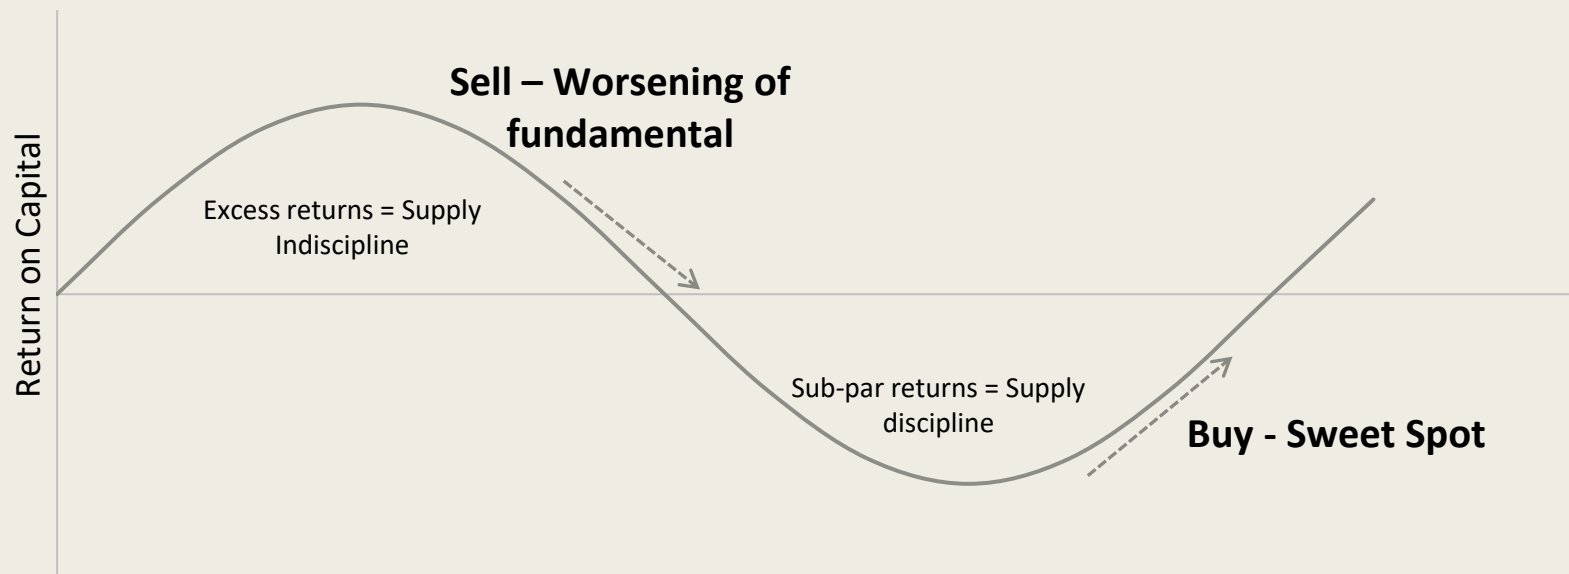 Sell – Worsening of
fundamental
Return on Capital
Excess returns = Supply
Indiscipline
Sub-par returns = Supply
discipline
Buy - Sweet Spot